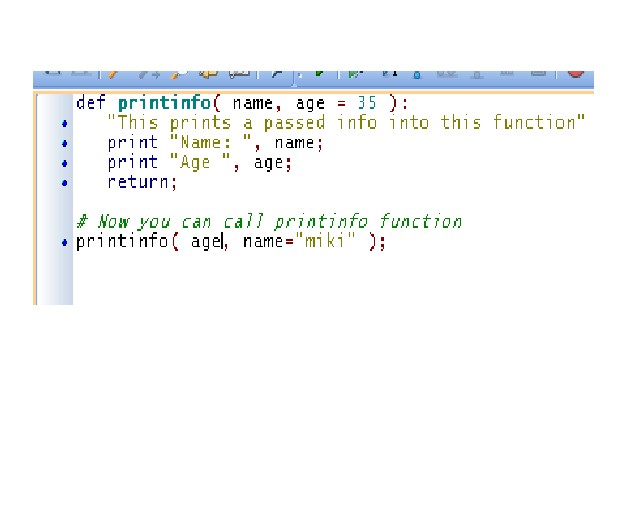 def printinfo( name, age = 35 ):
"This prints a passed info into this function"
print "Name: ", name;
print "Age ", age;
return;
# Now you can call printinfo function
printinfo( age, name="miki" );